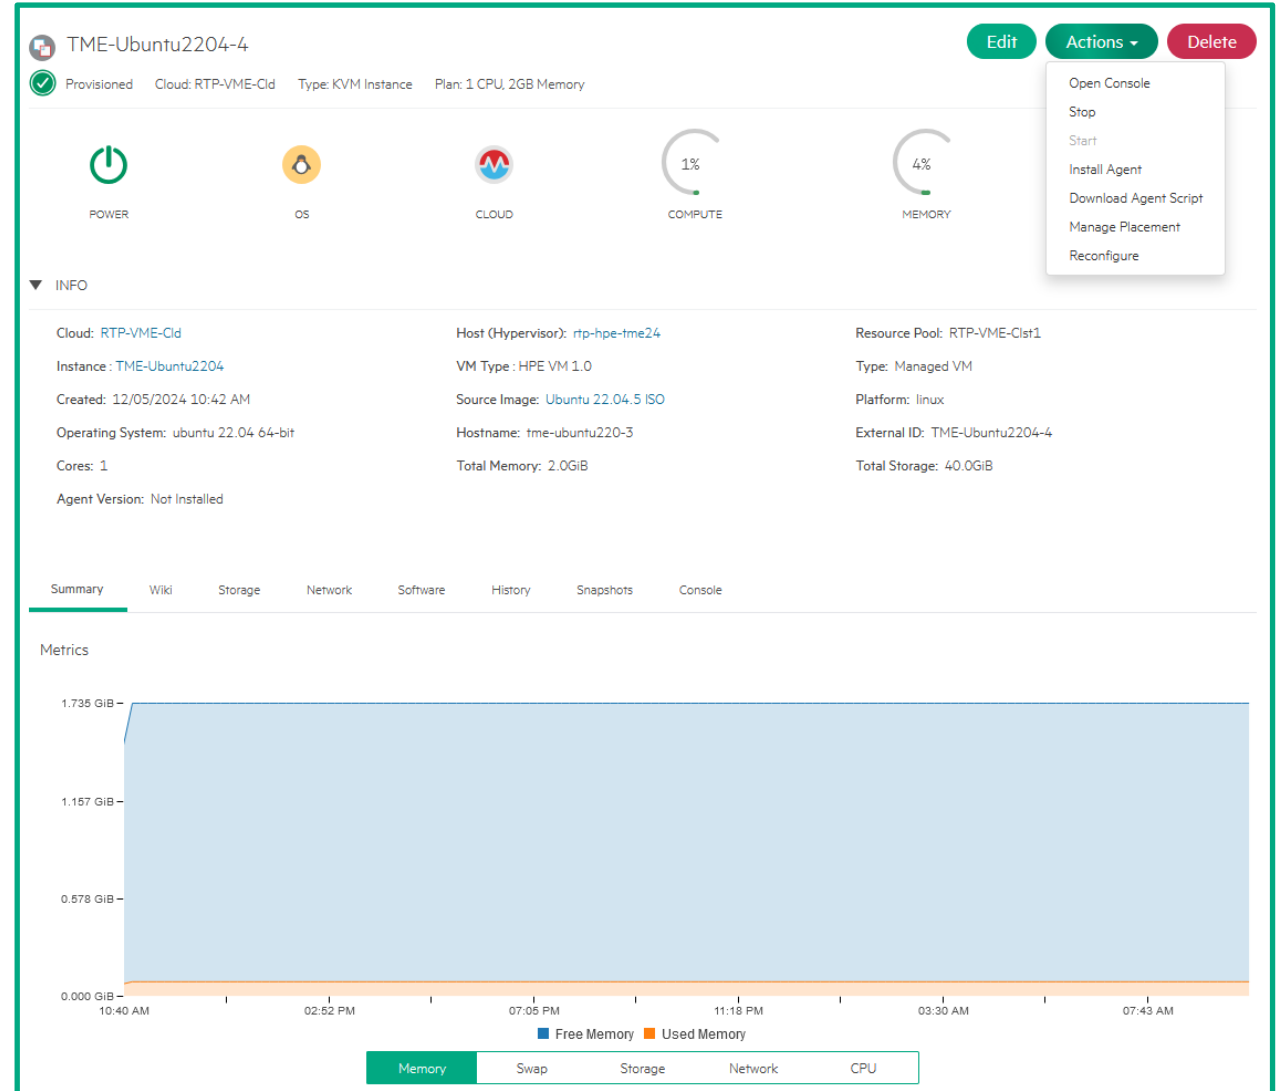 TME-Ubuntu2204-4
Edit
Actions
Delete
Provisioned Cloud: RTP-VME-Cld Type: KVM Instance Plan: 1 CPU, 2GB Memory
Open Console
Stop
Start
Install Agent
Download Agent Script
Manage Placement
Reconfigure
1%
4%
POWER
OS
CLOUD
COMPUTE
MEMORY
INFO
Cloud: RTP-VME-Cld
Host (Hypervisor): rtp-hpe-tme24
Resource Pool: RTP-VME-Clst1
Instance : TME-Ubuntu2204
VM Type : HPE VM 1.0
Type: Managed VM
Created: 12/05/2024 10:42 AM
Source Image: Ubuntu 22.04.5 ISO
Platform: linux
Operating System: ubuntu 22.04 64-bit
Hostname: tme-ubuntu220-3
External ID: TME-Ubuntu2204-4
Cores: 1
Total Memory: 2.0GiB
Total Storage: 40.0GiB
Agent Version: Not Installed
Summary Wiki Storage Network Software History Snapshots Console
Metrics
1.735 GiB
1.157 GiB
0.578 GiB
0.000 GiB
10:40 AM 02:52 PM 07:05 PM 11:18 PM 03:30 AM 07:43 AM
Free Memory Used Memory
Memory Swap Storage Network CPU